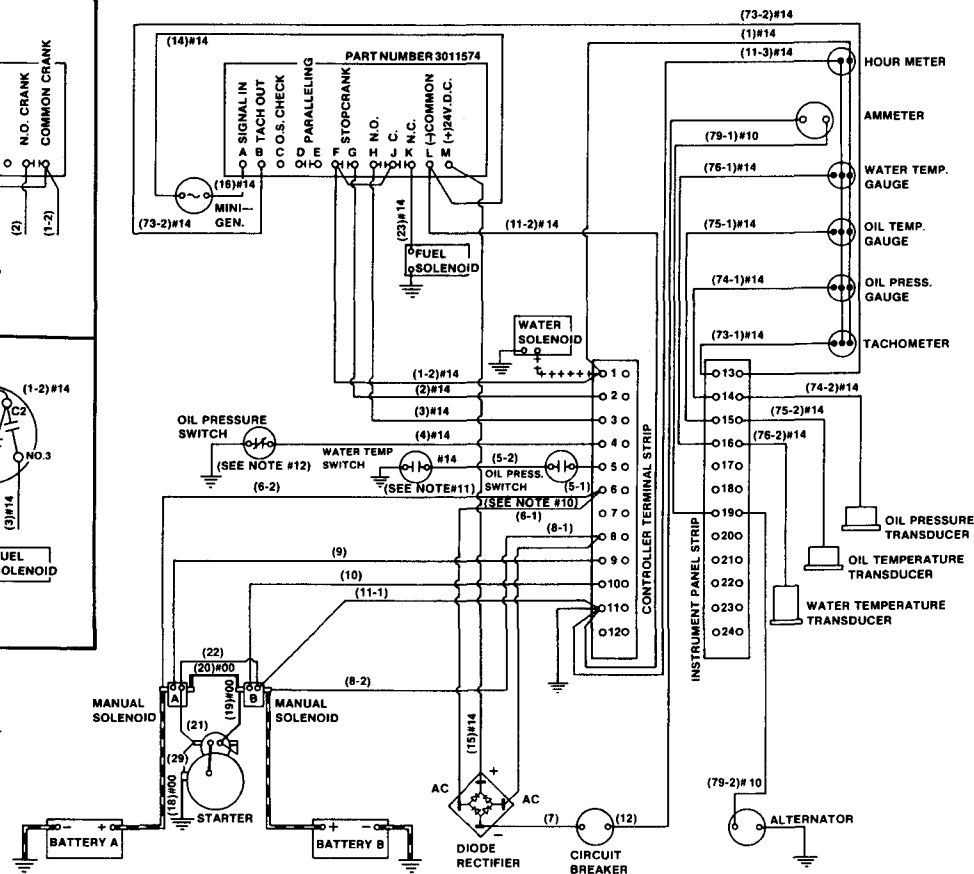 (73-2)#14
(1)#14
(11-3)#14
(14)#14
PART NUMBER 3011574
HOUR METER
AMMETER
(79-1)#10
WATER TEMP.
GAUGE
(76-1)#14
OIL TEMP.
GAUGE
(75-1)#14
OIL PRESS.
GAUGE
(74-1)#14
TACHOMETER
(73-1)#14
N.O. CRANK
COMMON CRANK
(2)
(1-2)
SIGNAL IN
TACH OUT
O.S. CHECK
PARALLELING
STOPCRANK
N.O.
C.
N.C.
(-)COMMON
(+)24V.D.C.
A B C D E F G H J K L M
(16)#14
MINI-
GEN.
(73-2)#14
(23)#14
(11-2)#14
FUEL
SOLENOID
WATER
SOLENOID
(1-2)#14
C2
NO.3
(3)#14
UEL
OLENOID
(1-2)#14
(2)#14
(3)#14
(4)#14
OIL PRESSURE
SWITCH
(SEE NOTE #12)
WATER TEMP
SWITCH
#14
(SEE NOTE#11)
(5-2)
OIL PRESS.
SWITCH
(5-1)
(SEE NOTE #10)
(6-2)
(6-1)
(8-1)
(9)
(10)
(11-1)
(8-2)
1
2
3
4
5
6
7
8
9
10
11
12
CONTROLLER TERMINAL STRIP
INSTRUMENT PANEL STRIP
13
14
15
16
17
18
19
20
21
22
23
24
(74-2)#14
(75-2)#14
(76-2)#14
OIL PRESSURE
TRANSDUCER
OIL TEMPERATURE
TRANSDUCER
WATER TEMPERATURE
TRANSDUCER
(22)
(20)#00
(19)#00
A
B
MANUAL
SOLENOID
MANUAL
SOLENOID
(21)
(29)
(18)#00
STARTER
(15)#14
- +
BATTERY A
+ -
BATTERY B
AC
+
AC
-
DIODE
RECTIFIER
(7)
(12)
CIRCUIT
BREAKER
(79-2)# 10
ALTERNATOR